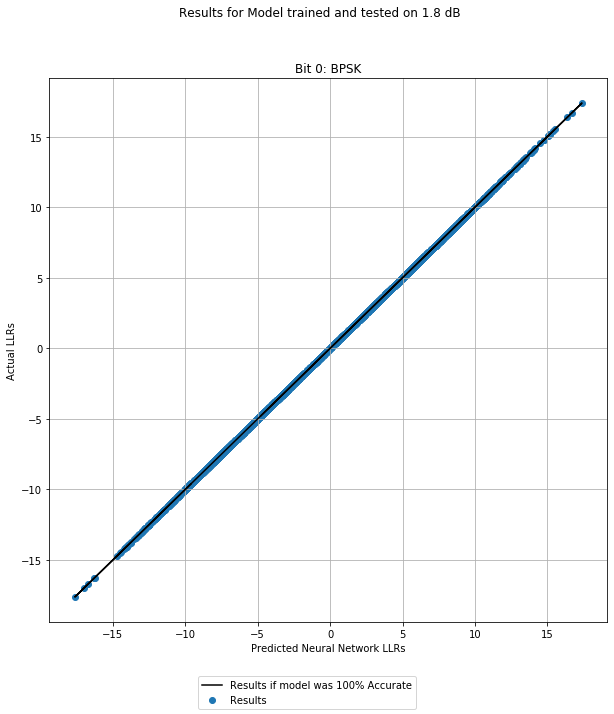 Results for Model trained and tested on 1.8 dB
Bit 0: BPSK
15
10
5
0
−5
−10
−15
Actual LLRs
−15
−10
−5
0
5
10
15
Predicted Neural Network LLRs
Results if model was 100% Accurate
Results